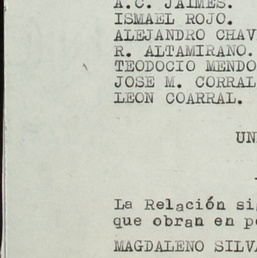 A.C. JAIMES.
ISMAEL ROJO.
ALEJANDRO CHAV
R. ALTAMIRANO.
TEODOCIO MENDO
JOSE M. CORRAL
LEON COARRAL.
UN
La Relación si
que obran en p
MAGDALENO SILV